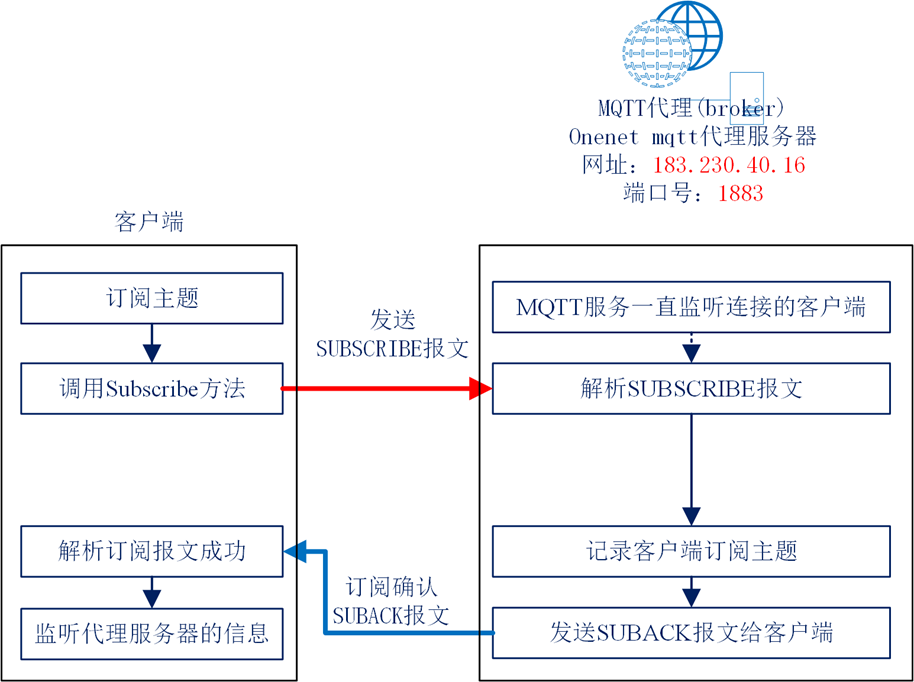 MQTT代理(broker)
Onenet mqtt代理服务器
网址：183.230.40.16
端口号：1883
客户端
订阅主题
调用Subscribe方法
解析订阅报文成功
监听代理服务器的信息
发送
SUBSCRIBE报文
订阅确认
SUBACK报文
MQTT服务一直监听连接的客户端
解析SUBSCRIBE报文
记录客户端订阅主题
发送SUBACK报文给客户端